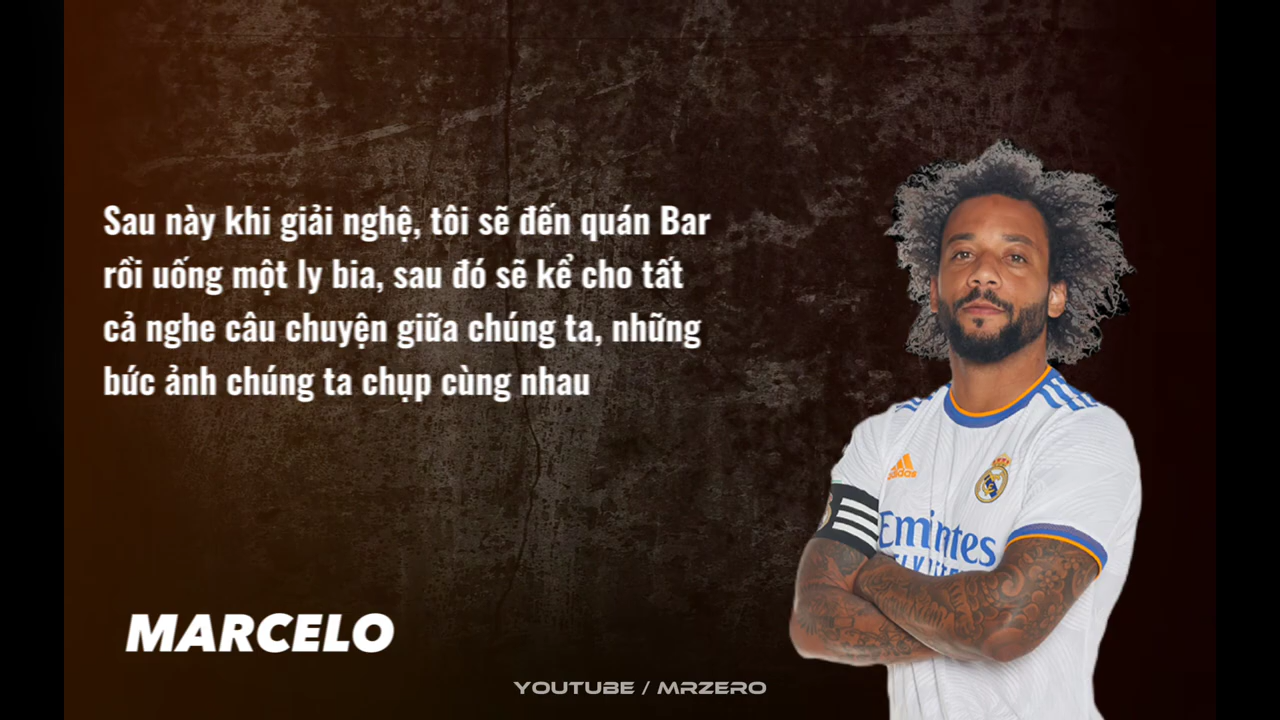 Sau này khi giải nghệ, tôi sẽ đến quán Bar
rồi uống một ly bia, sau đó sẽ kể cho tất
cả nghe câu chuyện giữa chúng ta, những
bức ảnh chúng ta chụp cùng nhau
adidas
Emirates
MARCELO
YOUTUBE / MRZERO